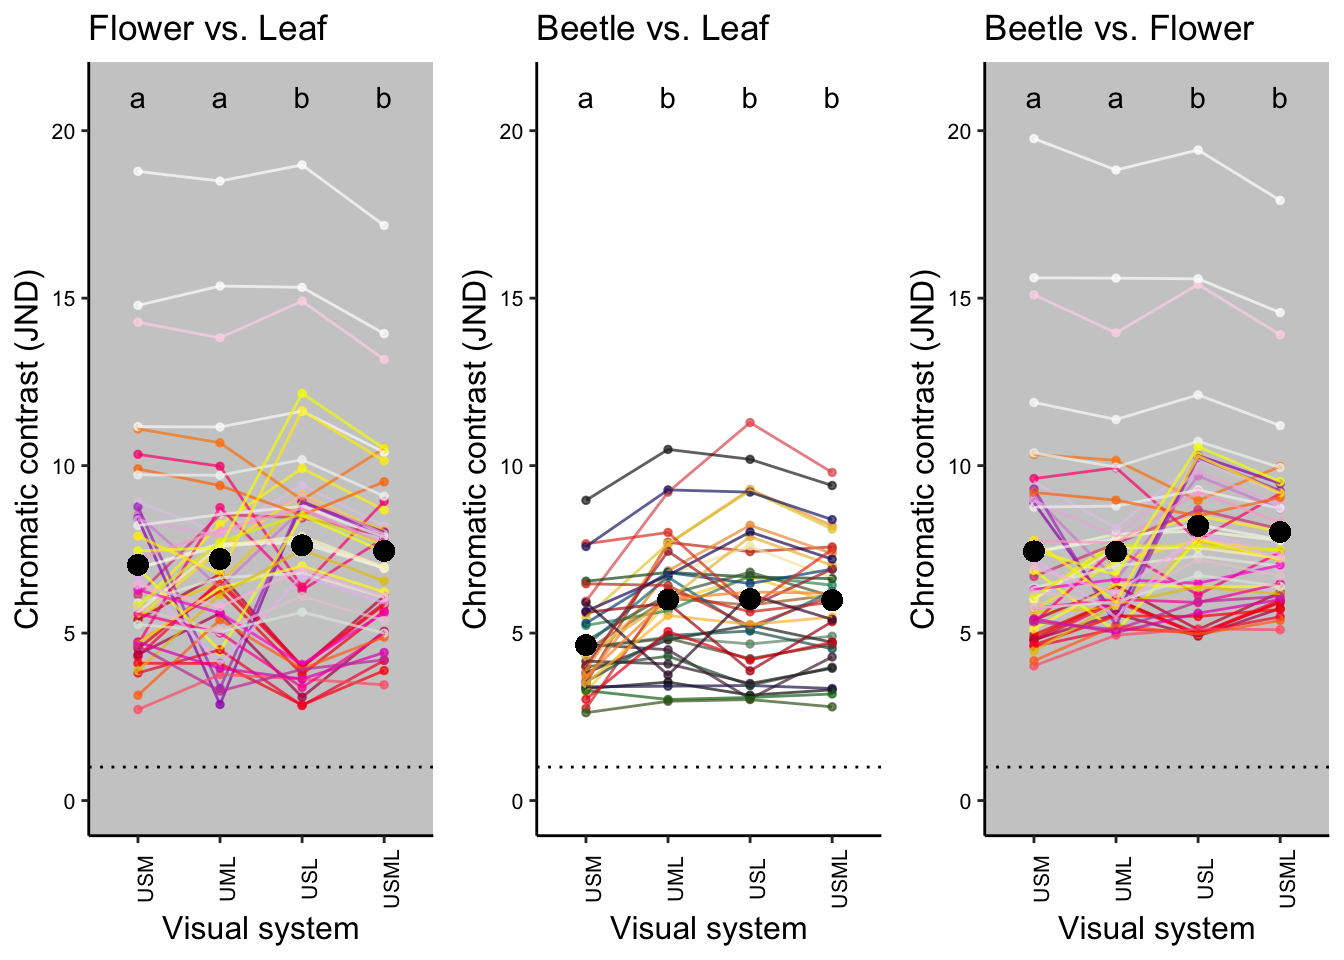 Flower vs. Leaf
a a b b
20
15
10
5
0
Chromatic contrast (JND)
USM UML USL USML
Visual system
Beetle vs. Leaf
a b b b
20
15
10
5
0
Chromatic contrast (JND)
USM UML USL USML
Visual system
Beetle vs. Flower
a a b b
20
15
10
5
0
Chromatic contrast (JND)
USM UML USL USML
Visual system